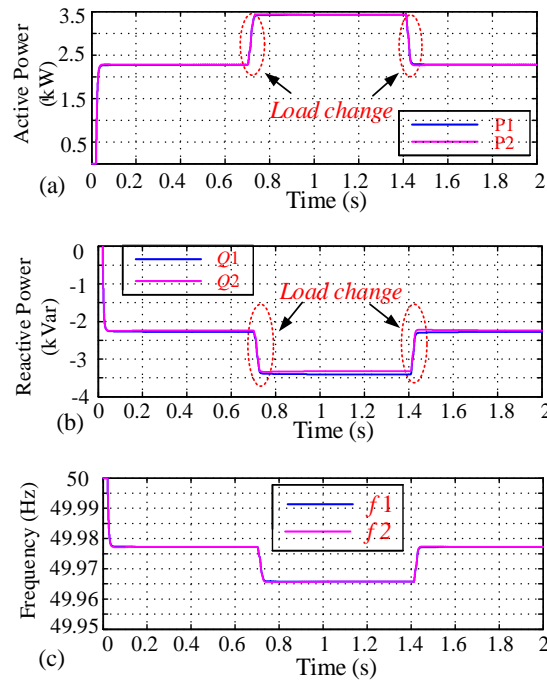 3.5
2.5
1.5
0.5
Active Power
(kW)
Load change
P1
P2
0 0.2 0.4 0.6 0.8 1 1.2 1.4 1.6 1.8 2
Time (s)
(a)
0
-1
-2
-3
-4
Reactive Power
(kVar)
Q1
Q2
Load change
0 0.2 0.4 0.6 0.8 1 1.2 1.4 1.6 1.8 2
Time (s)
(b)
50
49.99
49.98
49.97
49.96
49.95
Frequency (Hz)
f1
f2
0 0.2 0.4 0.6 0.8 1 1.2 1.4 1.6 1.8 2
Time (s)
(c)